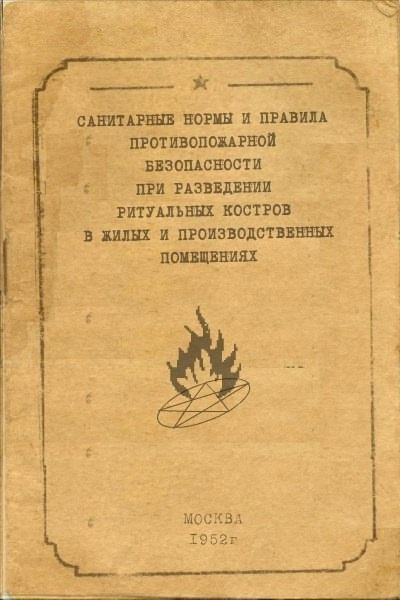 САНИТАРНЫЕ НОРМЫ И ПРАВИЛА
ПРОТИВОПОЖАРНОЙ
БЕЗОПАСНОСТИ
ПРИ РАЗВЕДЕНИИ
РИТУАЛЬНЫХ КОСТРОВ
В ЖИЛЫХ И ПРОИЗВОДСТВЕННЫХ
ПОМЕЩЕНИЯХ
МОСКВА
1952г